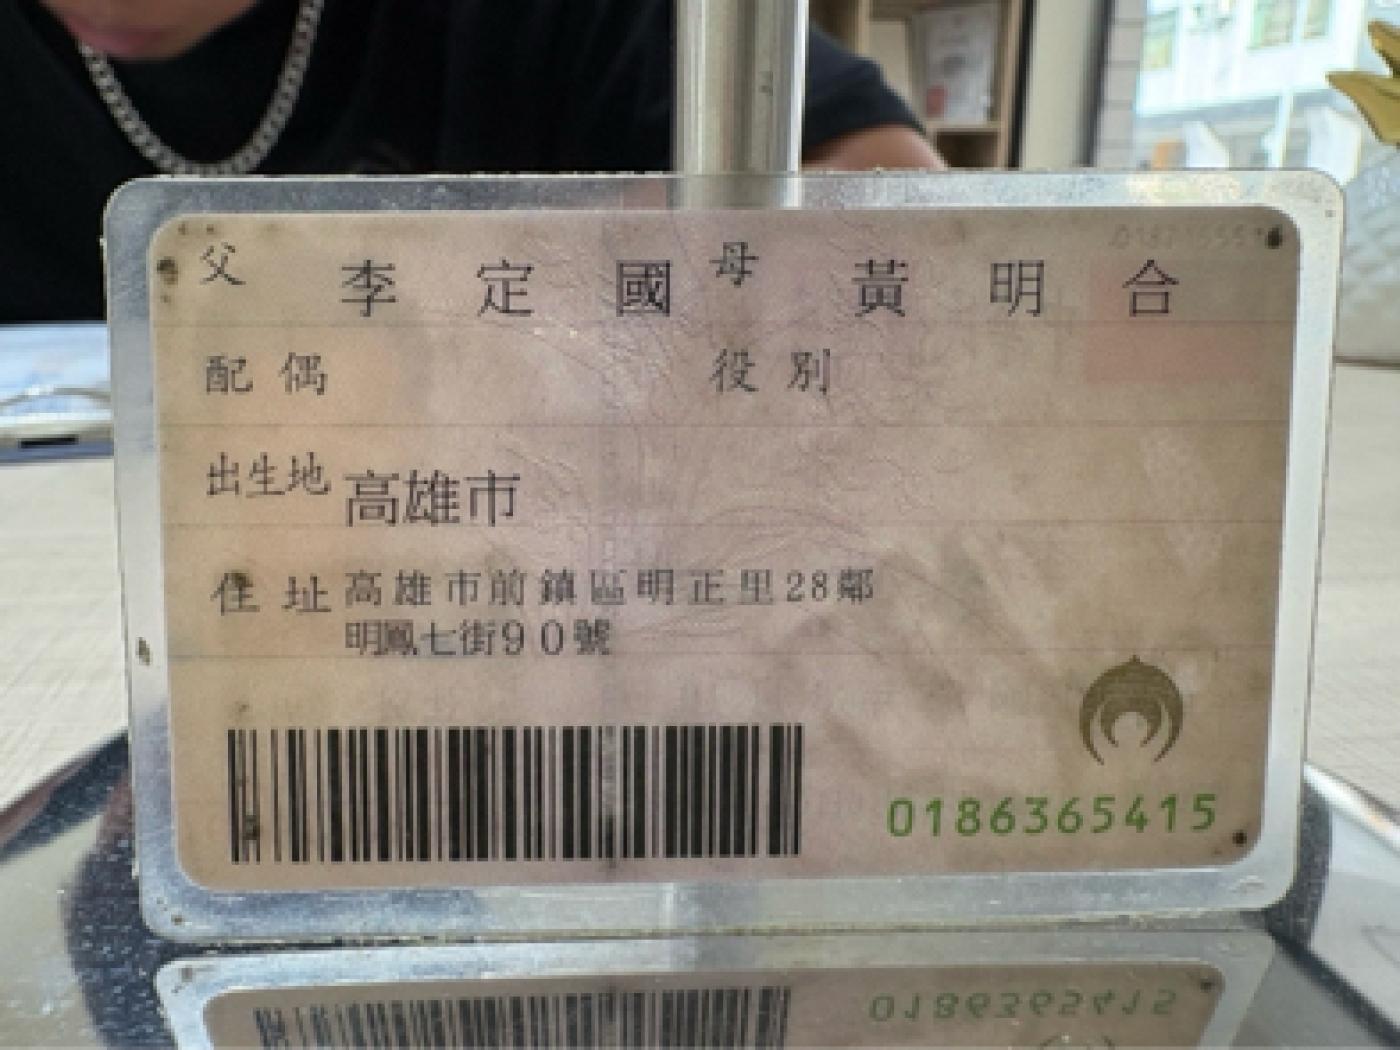 父 李定國 母 黃明合
配偶 役別
出生地 高雄市
住址 高雄市前鎮區明正里28鄰
明鳳七街90號
0186365415